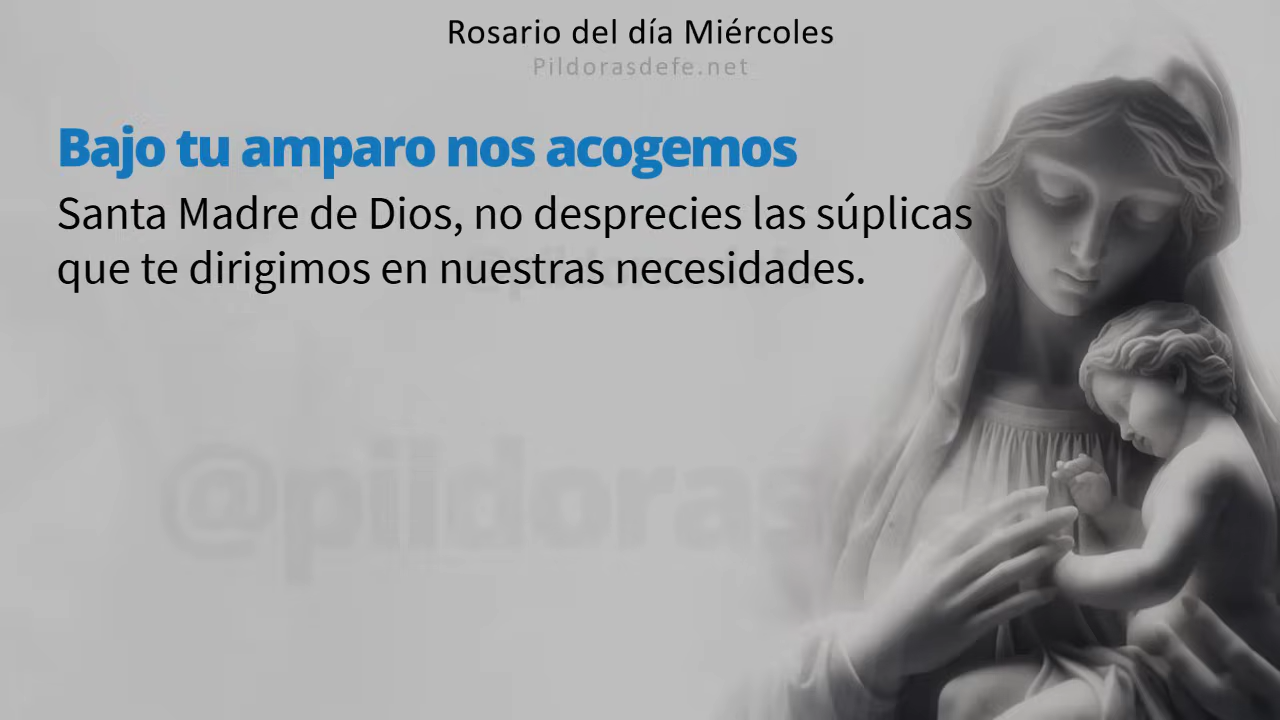 Rosario del día Miércoles
Pildorasdefe.net
Bajo tu amparo nos acogemos
Santa Madre de Dios, no desprecies las súplicas
que te dirigimos en nuestras necesidades.
@pildoras